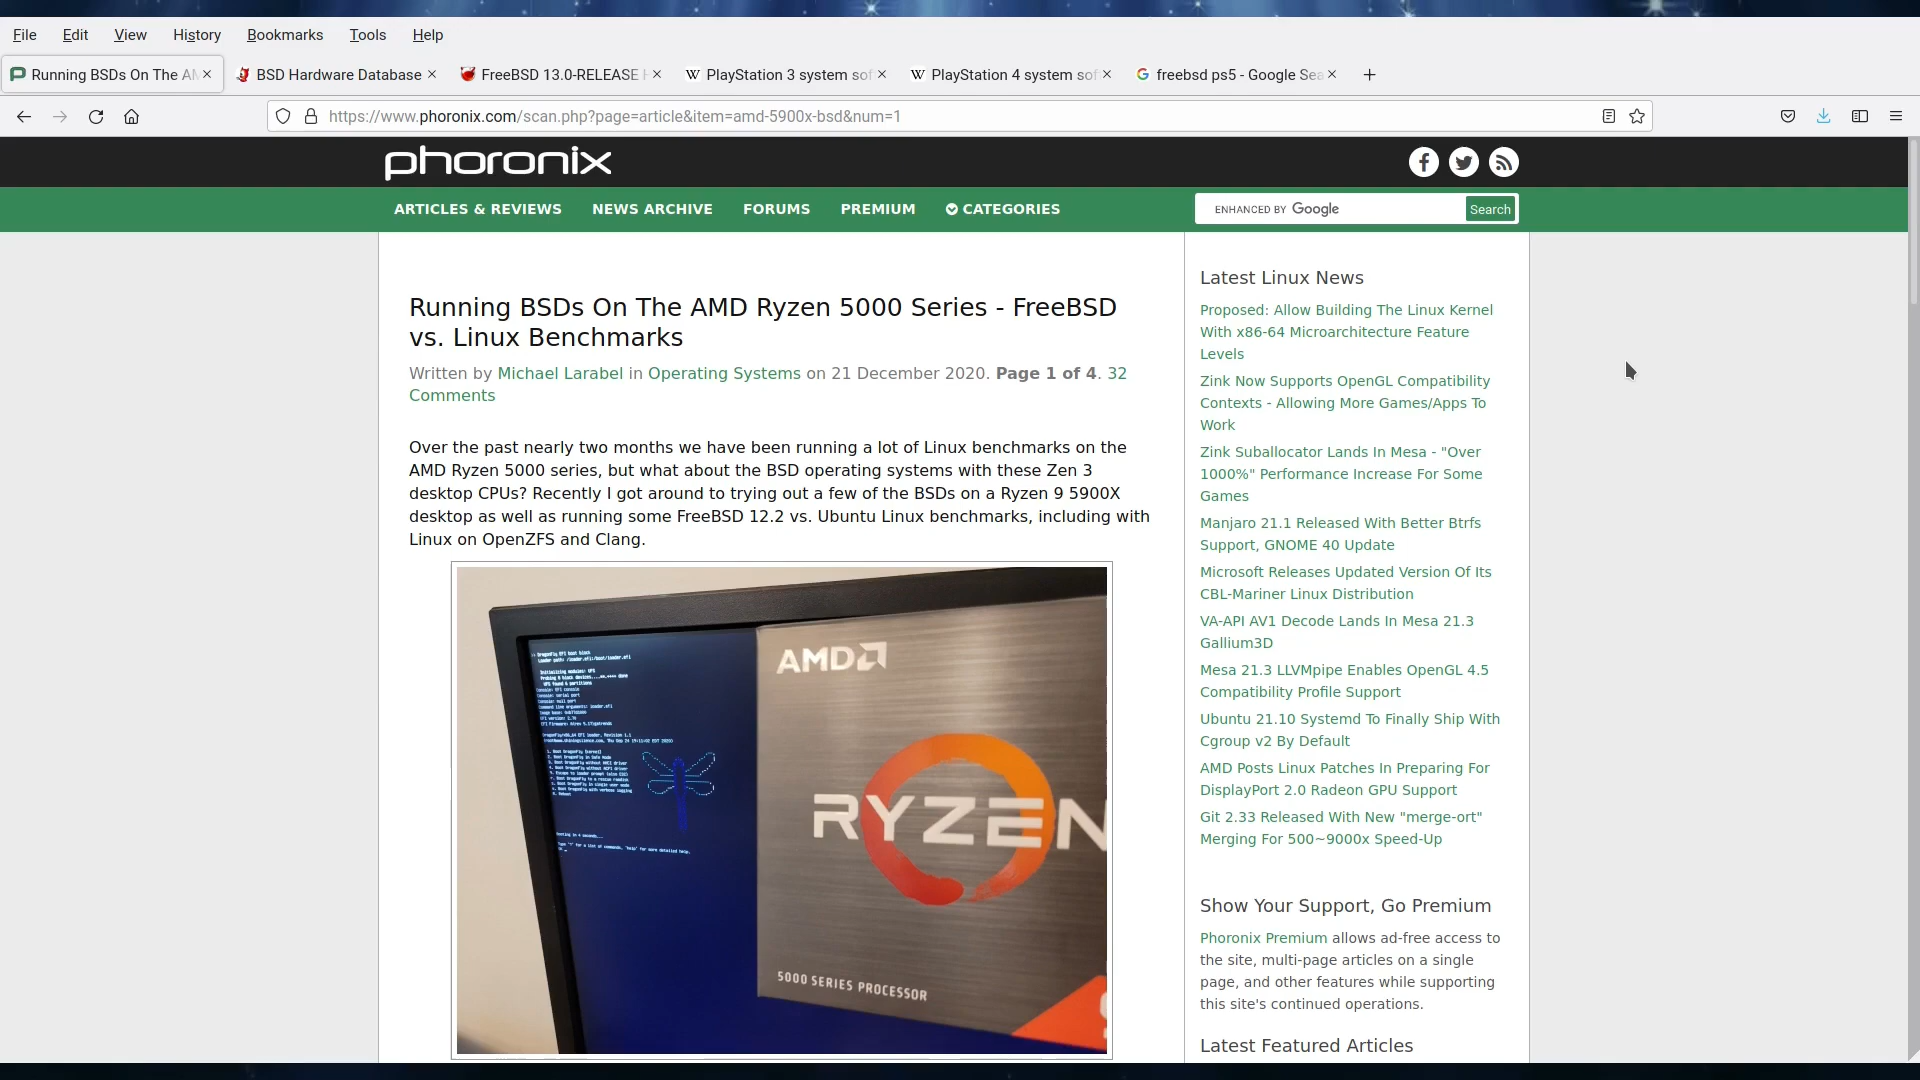 File Edit View History Bookmarks Tools Help
Running BSDs On The AM
BSD Hardware Database
FreeBSD 13.0-RELEASE
PlayStation 3 system sof
PlayStation 4 system sof
freebsd ps5 - Google Sea
https://www.phoronix.com/scan.php?page=article&item=amd-5900x-bsd&num=1
phoronix
ARTICLES & REVIEWS NEWS ARCHIVE FORUMS PREMIUM CATEGORIES
ENHANCED BY Google Search
Running BSDs On The AMD Ryzen 5000 Series - FreeBSD
vs. Linux Benchmarks
Written by Michael Larabel in Operating Systems on 21 December 2020. Page 1 of 4. 32
Comments
Over the past nearly two months we have been running a lot of Linux benchmarks on the
AMD Ryzen 5000 series, but what about the BSD operating systems with these Zen 3
desktop CPUs? Recently I got around to trying out a few of the BSDs on a Ryzen 9 5900X
desktop as well as running some FreeBSD 12.2 vs. Ubuntu Linux benchmarks, including with
Linux on OpenZFS and Clang.
AMD
RYZEN
5000 SERIES PROCESSOR
Latest Linux News
Proposed: Allow Building The Linux Kernel
With x86-64 Microarchitecture Feature
Levels
Zink Now Supports OpenGL Compatibility
Contexts - Allowing More Games/Apps To
Work
Zink Suballocator Lands In Mesa - "Over
1000%" Performance Increase For Some
Games
Manjaro 21.1 Released With Better Btrfs
Support, GNOME 40 Update
Microsoft Releases Updated Version Of Its
CBL-Mariner Linux Distribution
VA-API AV1 Decode Lands In Mesa 21.3
Gallium3D
Mesa 21.3 LLVMpipe Enables OpenGL 4.5
Compatibility Profile Support
Ubuntu 21.10 Systemd To Finally Ship With
Cgroup v2 By Default
AMD Posts Linux Patches In Preparing For
DisplayPort 2.0 Radeon GPU Support
Git 2.33 Released With New "merge-ort"
Merging For 500~9000x Speed-Up
Show Your Support, Go Premium
Phoronix Premium allows ad-free access to
the site, multi-page articles on a single
page, and other features while supporting
this site's continued operations.
Latest Featured Articles